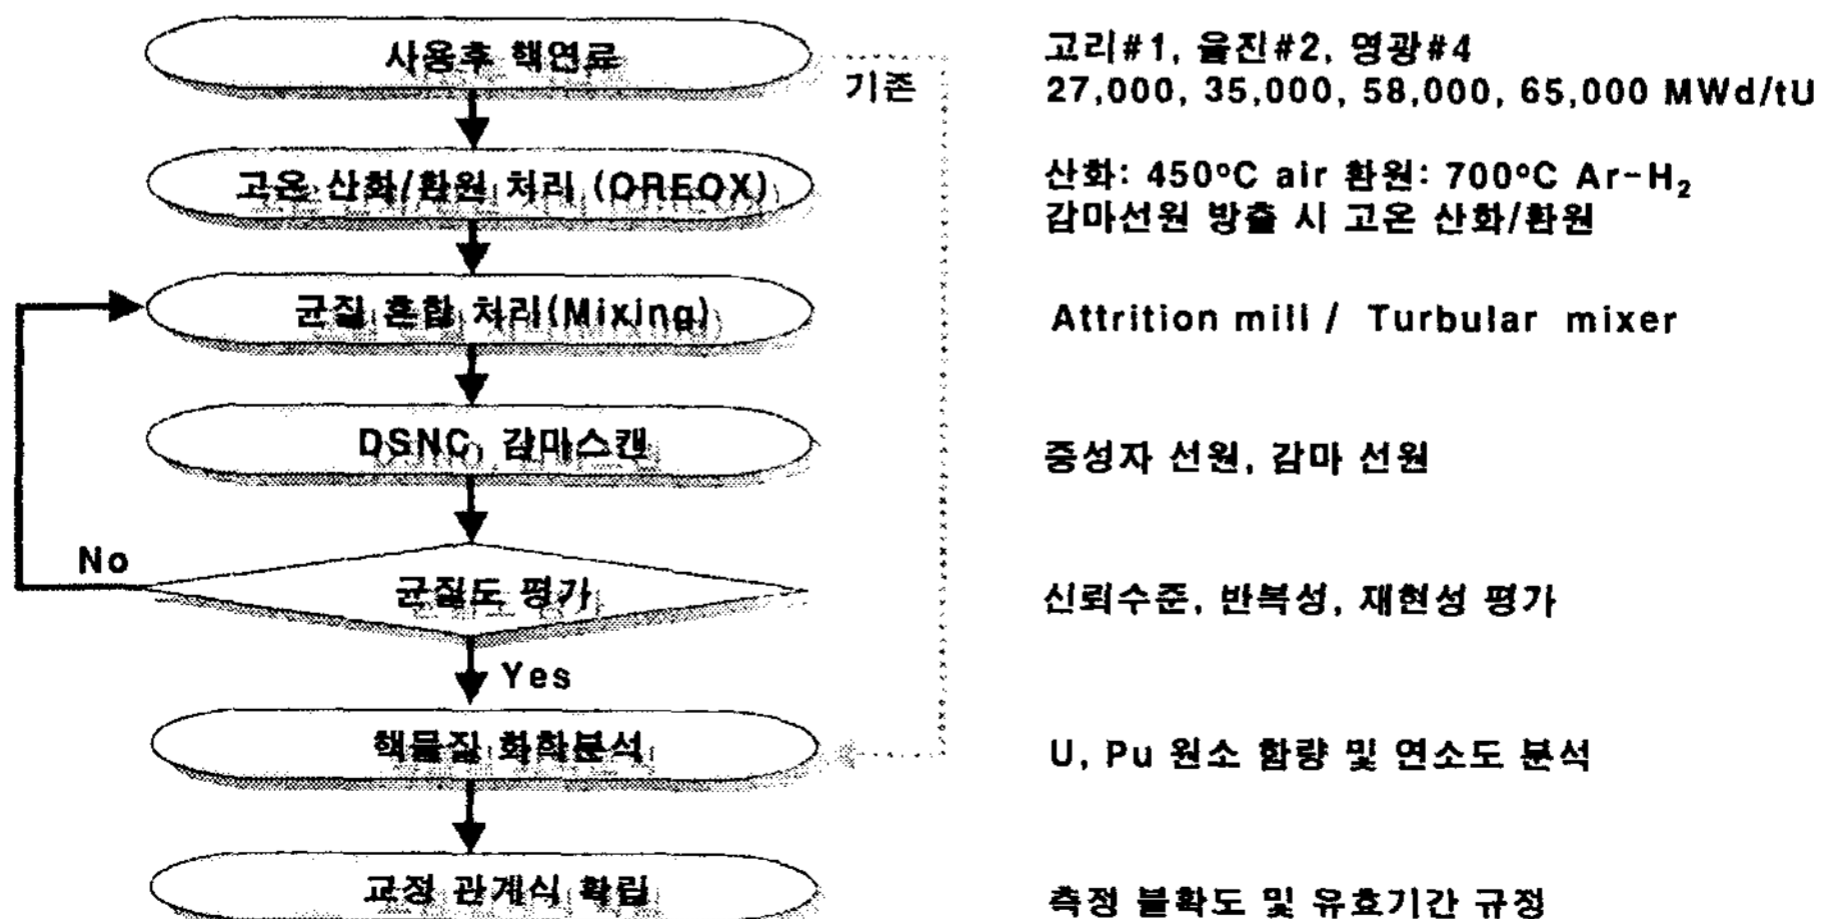 사용후 핵연료
기존
고리#1, 울진#2, 영광#4
27,000, 35,000, 58,000, 65,000 MWd/tU
고온 산화/환원 처리 (OREOX)
산화: 450°C air 환원: 700°C Ar-H₂
감마선원 방출 시 고온 산화/환원
균질 혼합 처리(Mixing)
Attrition mill / Turbular mixer
DSNC, 감마스캔
중성자 선원, 감마 선원
No
균질도 평가
신뢰수준, 반복성, 재현성 평가
Yes
핵물질 화학분석
U, Pu 원소 함량 및 연소도 분석
교정 관계식 확립
측정 불확도 및 유효기간 규정